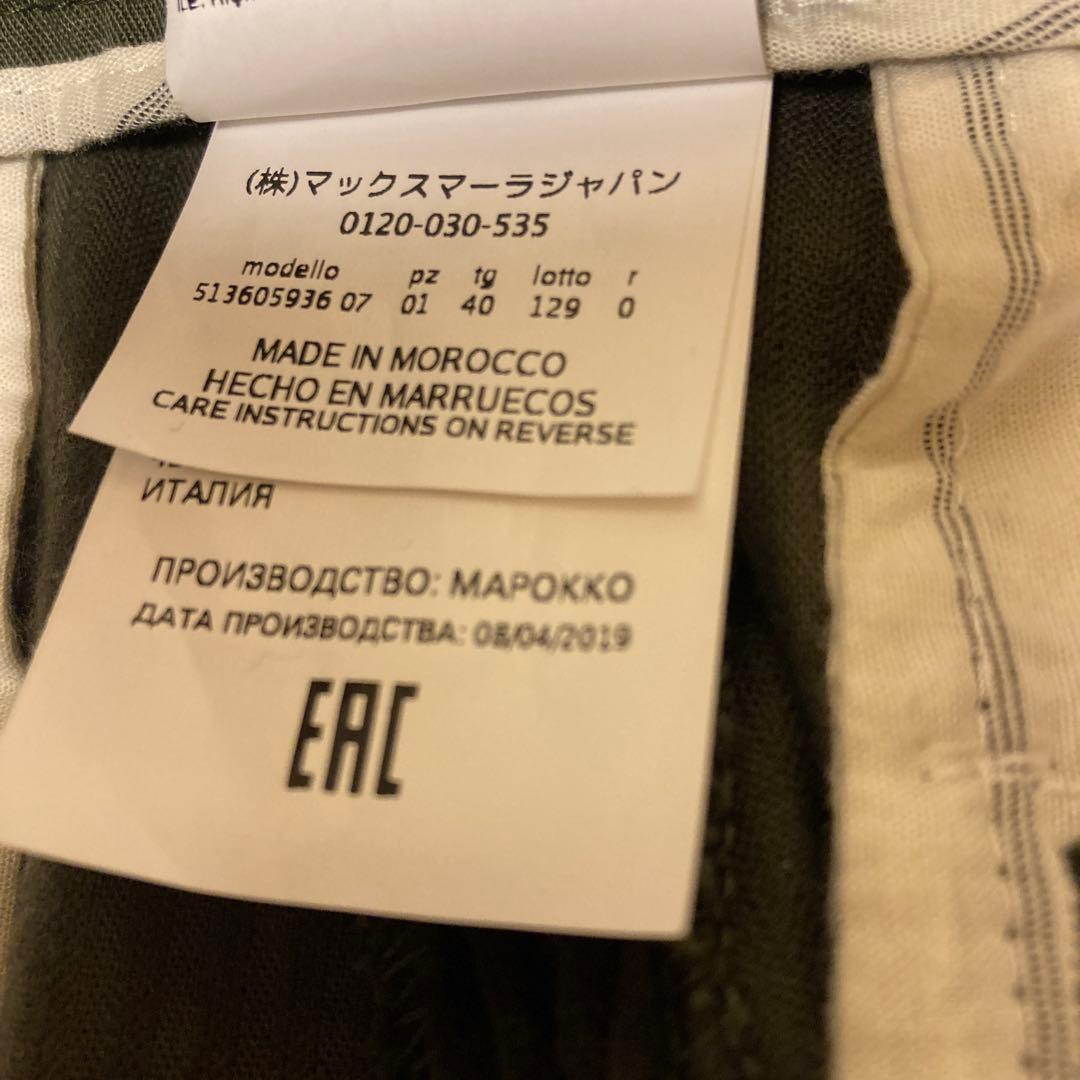 (株)マックスマーラジャパン
0120-030-535
modello pz tg lotto r
513605936 07 01 40 129 0
MADE IN MOROCCO
HECHO EN MARRUECOS
CARE INSTRUCTIONS ON REVERSE
ИТАЛИЯ
ПРОИЗВОДСТВО: МАРОККО
ДАТА ПРОИЗВОДСТВА: 08/04/2019
EAC